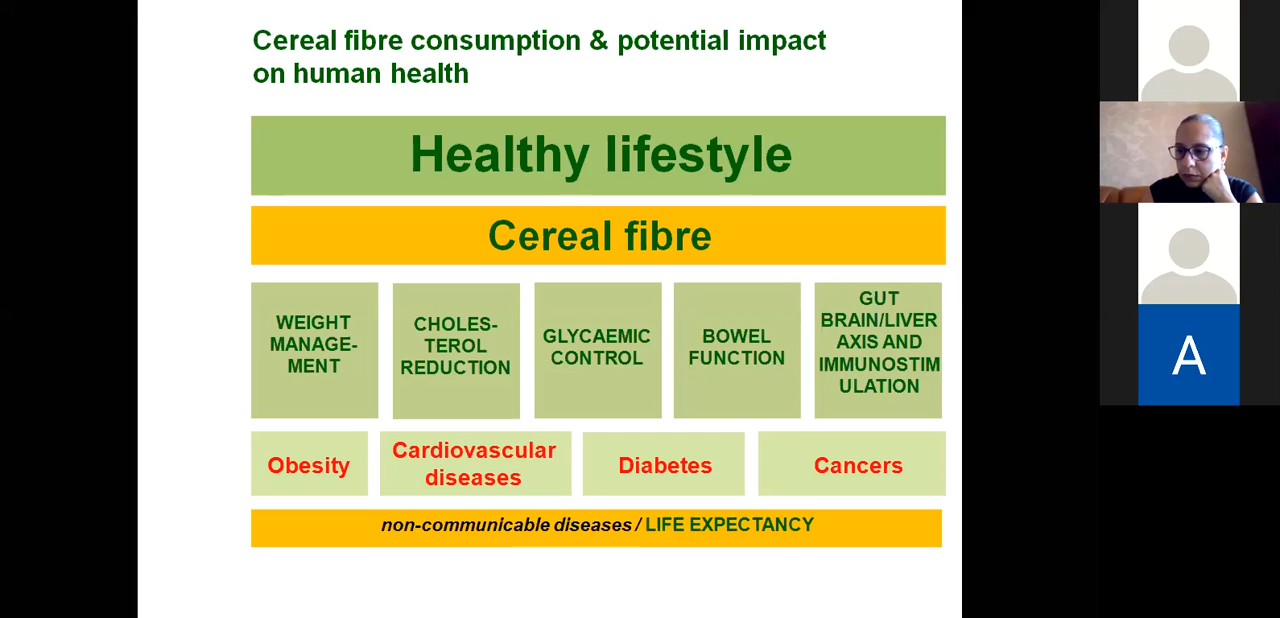 Cereal fibre consumption & potential impact
on human health
Healthy lifestyle
Cereal fibre
WEIGHT
MANAGE-
MENT
CHOLES-
TEROL
REDUCTION
GLYCAEMIC
CONTROL
BOWEL
FUNCTION
GUT
BRAIN/LIVER
AXIS AND
IMMUNOSTIM
ULATION
Obesity
Cardiovascular
diseases
Diabetes
Cancers
non-communicable diseases / LIFE EXPECTANCY
A